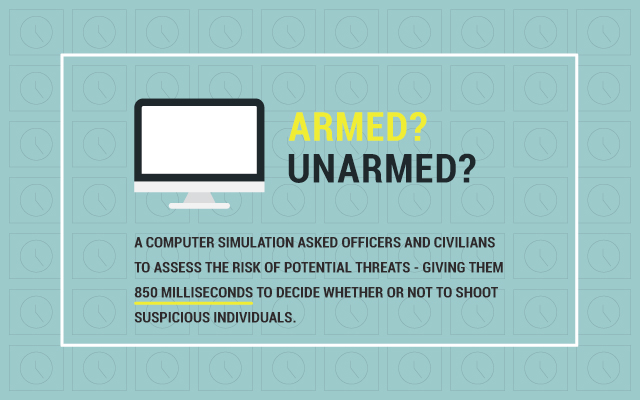 ARMED?
UNARMED?
A COMPUTER SIMULATION ASKED OFFICERS AND CIVILIANS
TO ASSESS THE RISK OF POTENTIAL THREATS - GIVING THEM
850 MILLISECONDS TO DECIDE WHETHER OR NOT TO SHOOT
SUSPICIOUS INDIVIDUALS.